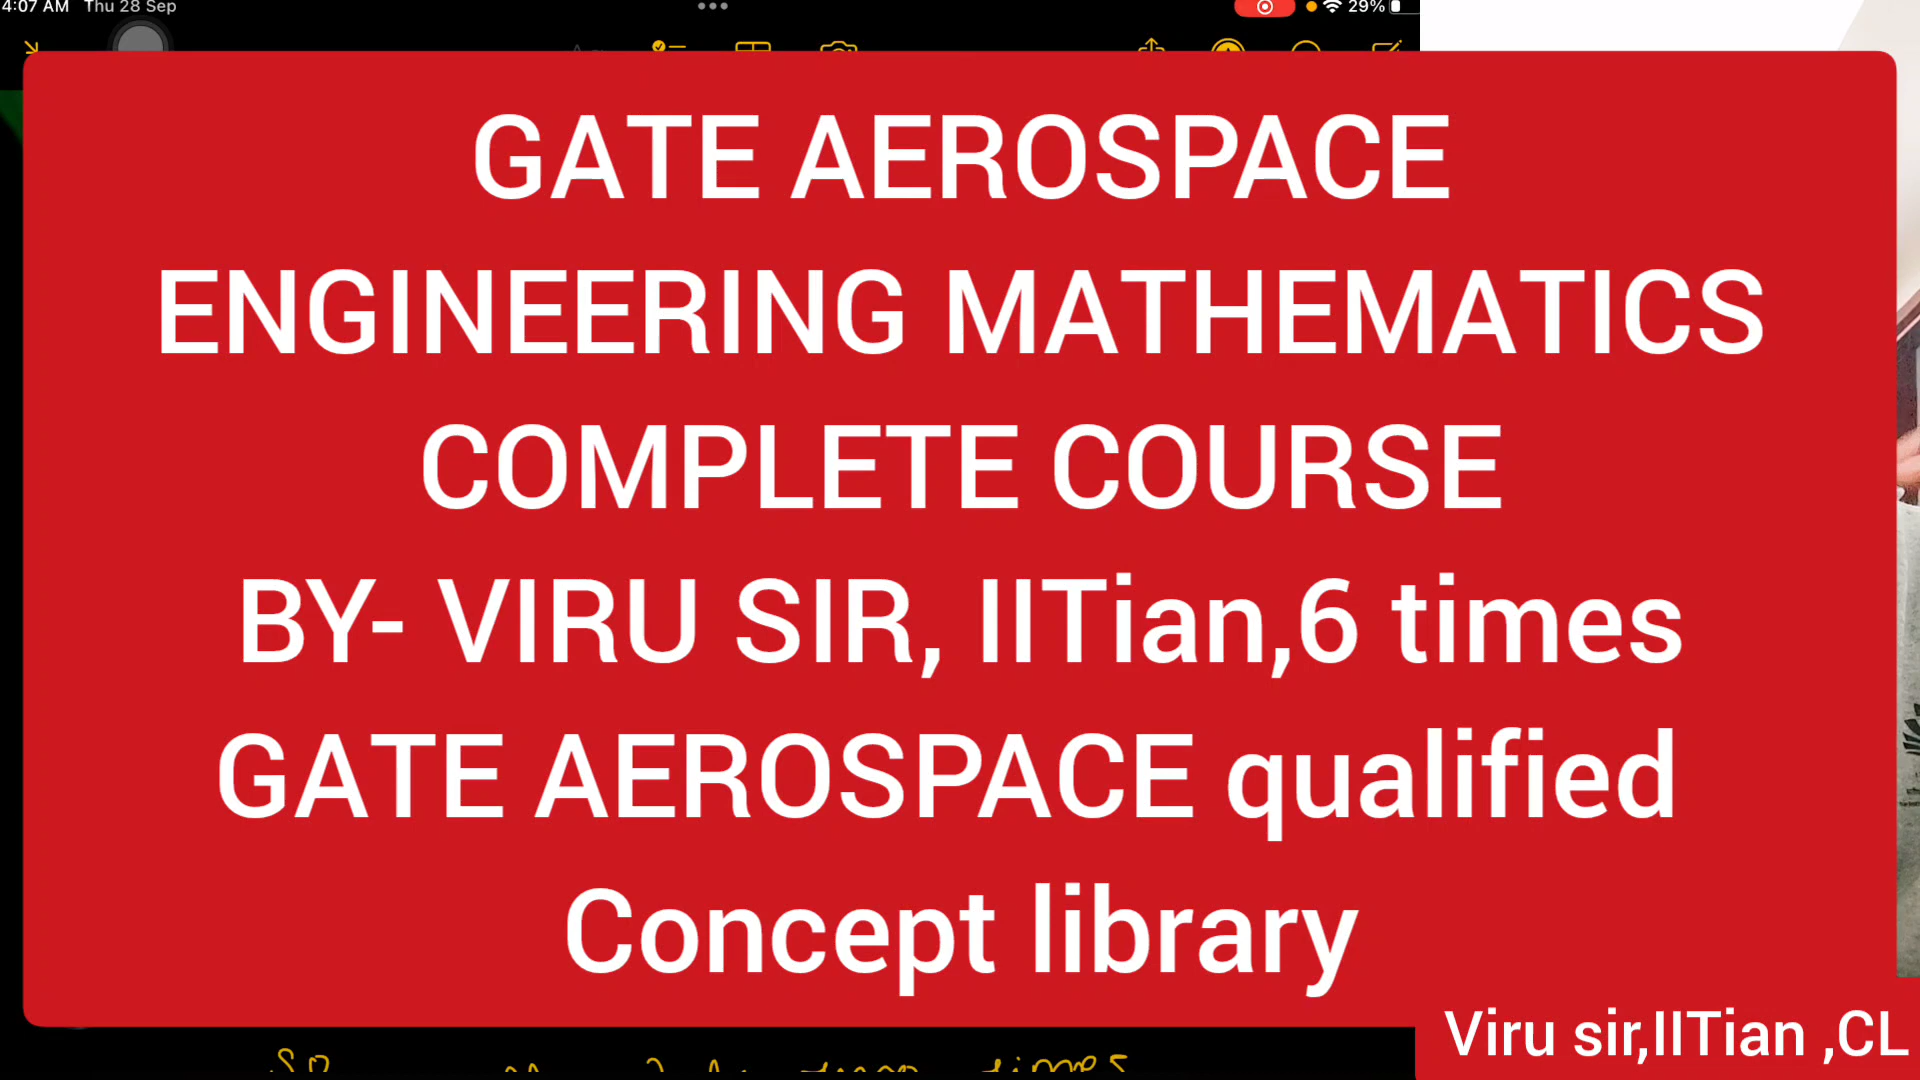 4:07 AM Thu 28 Sep
29%
GATE AEROSPACE
ENGINEERING MATHEMATICS
COMPLETE COURSE
BY- VIRU SIR, IITian,6 times
GATE AEROSPACE qualified
Concept library
Viru sir,IITian ,CL